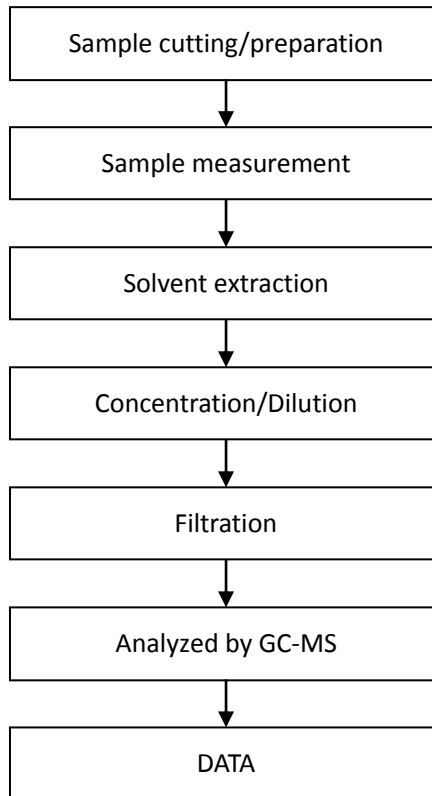 Sample cutting/preparation
Sample measurement
Solvent extraction
Concentration/Dilution
Filtration
Analyzed by GC-MS
DATA